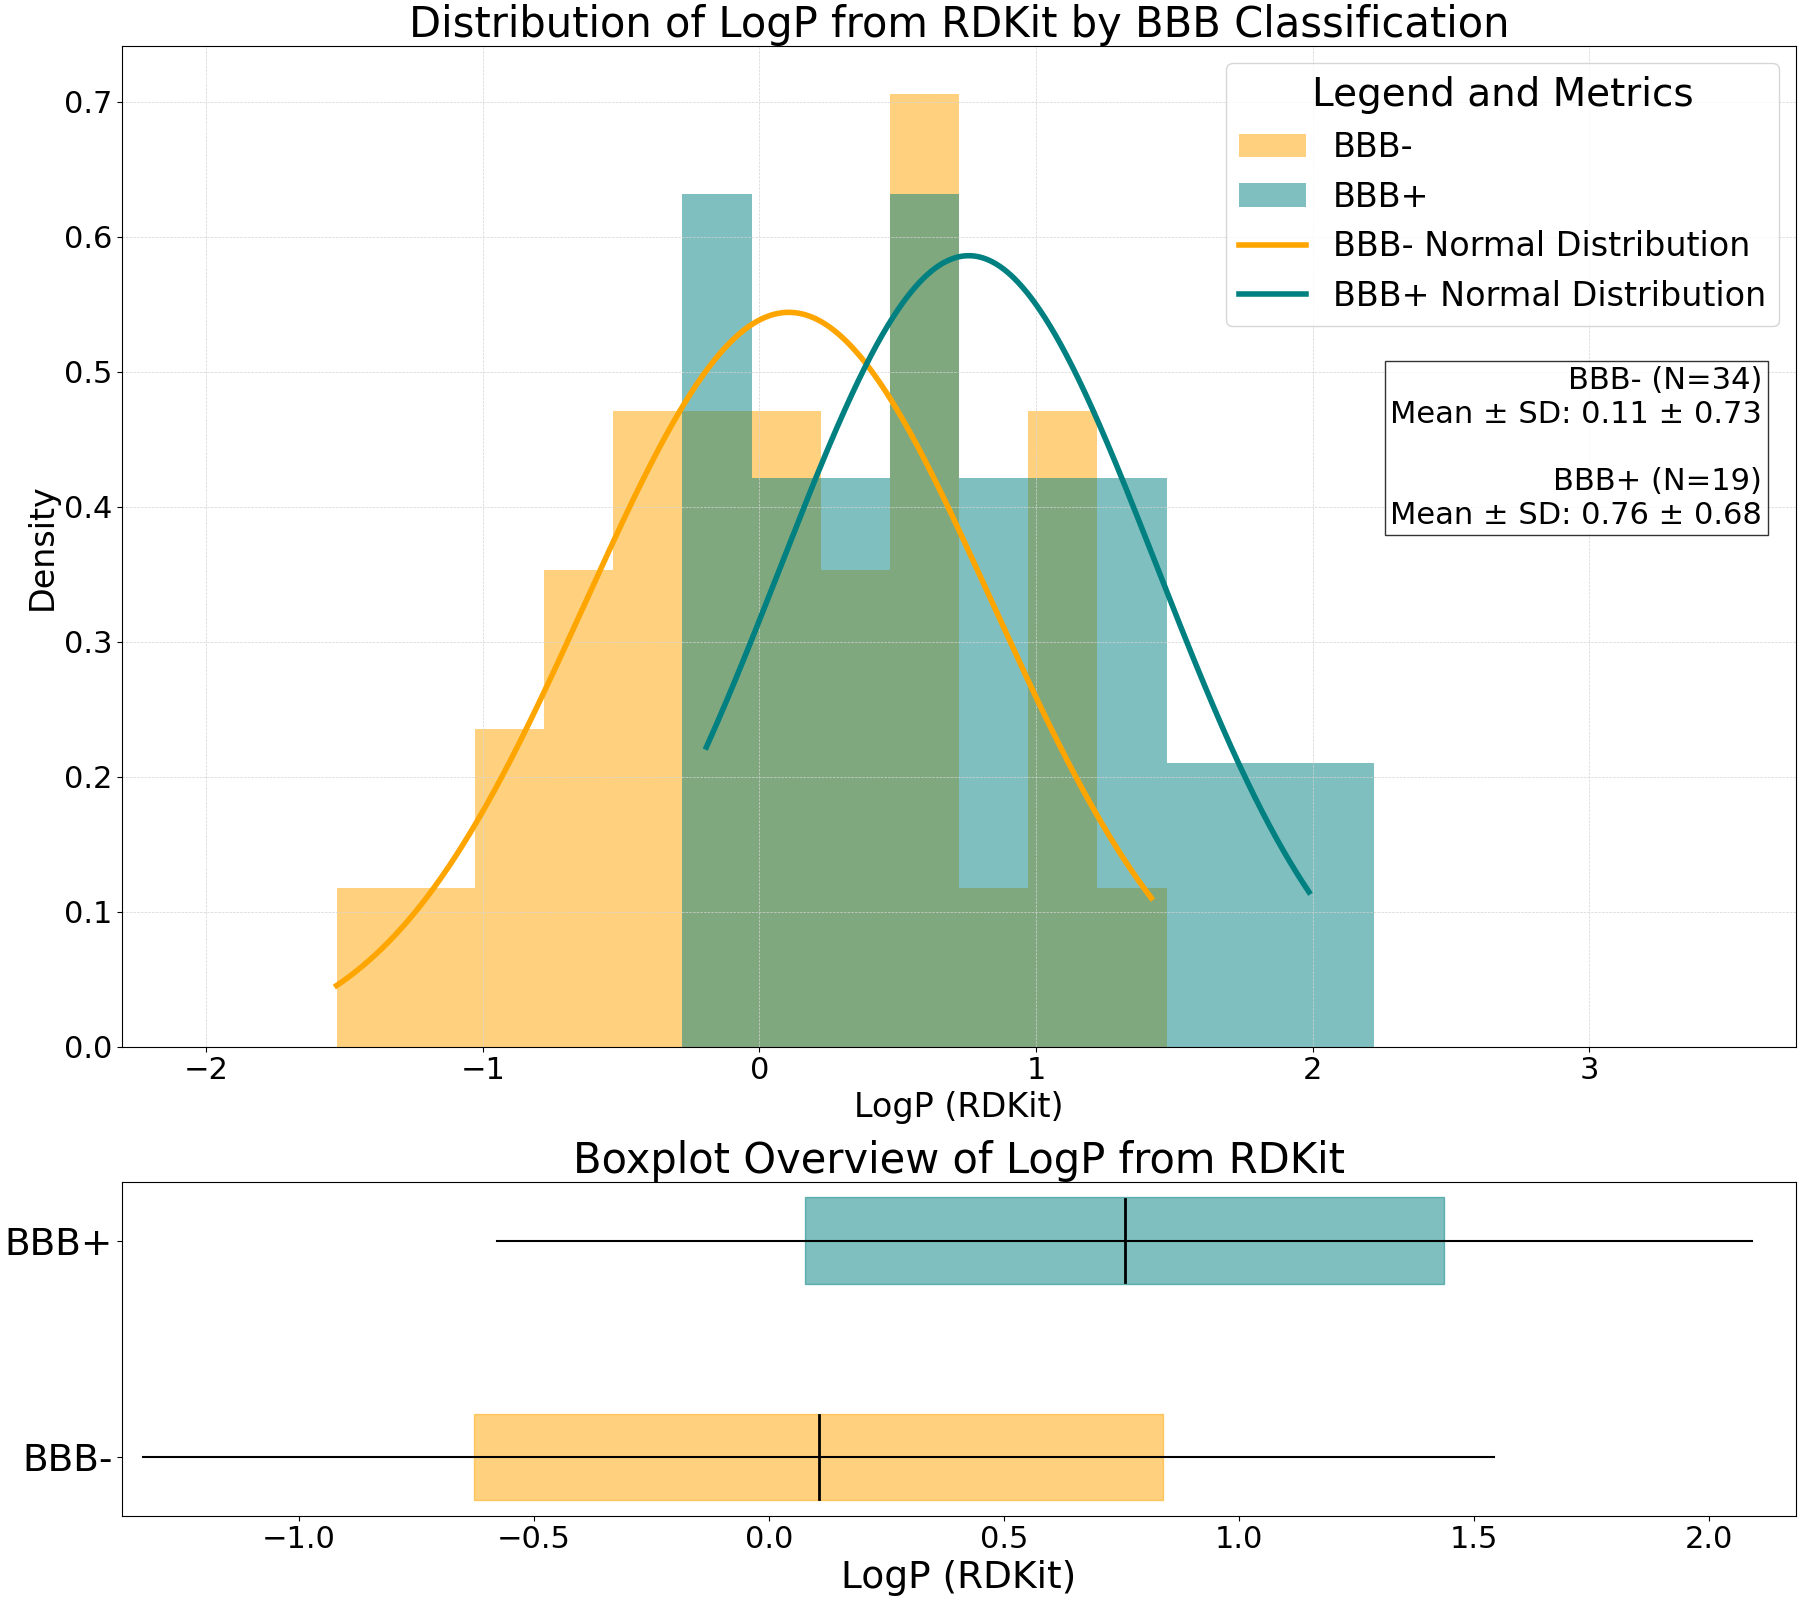 Distribution of LogP from RDKit by BBB Classification
Legend and Metrics
BBB-
BBB+
BBB- Normal Distribution
BBB+ Normal Distribution
BBB- (N=34)
Mean ± SD: 0.11 ± 0.73
BBB+ (N=19)
Mean ± SD: 0.76 ± 0.68
Density
0.7
0.6
0.5
0.4
0.3
0.2
0.1
0.0
−2 −1 0 1 2 3
LogP (RDKit)
Boxplot Overview of LogP from RDKit
BBB+
BBB-
−1.0 −0.5 0.0 0.5 1.0 1.5 2.0
LogP (RDKit)